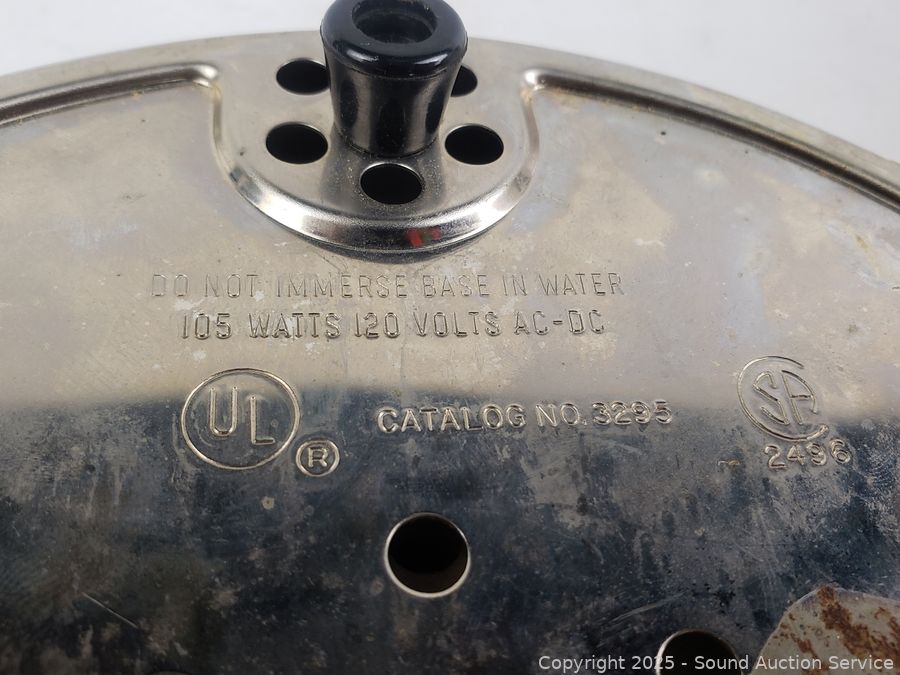 DO NOT IMMERSE BASE IN WATER
105 WATTS 120 VOLTS AC-DC
UL ®
CATALOG NO. 3295
SA
2496
Copyright © 2025 - Sound Auction Service